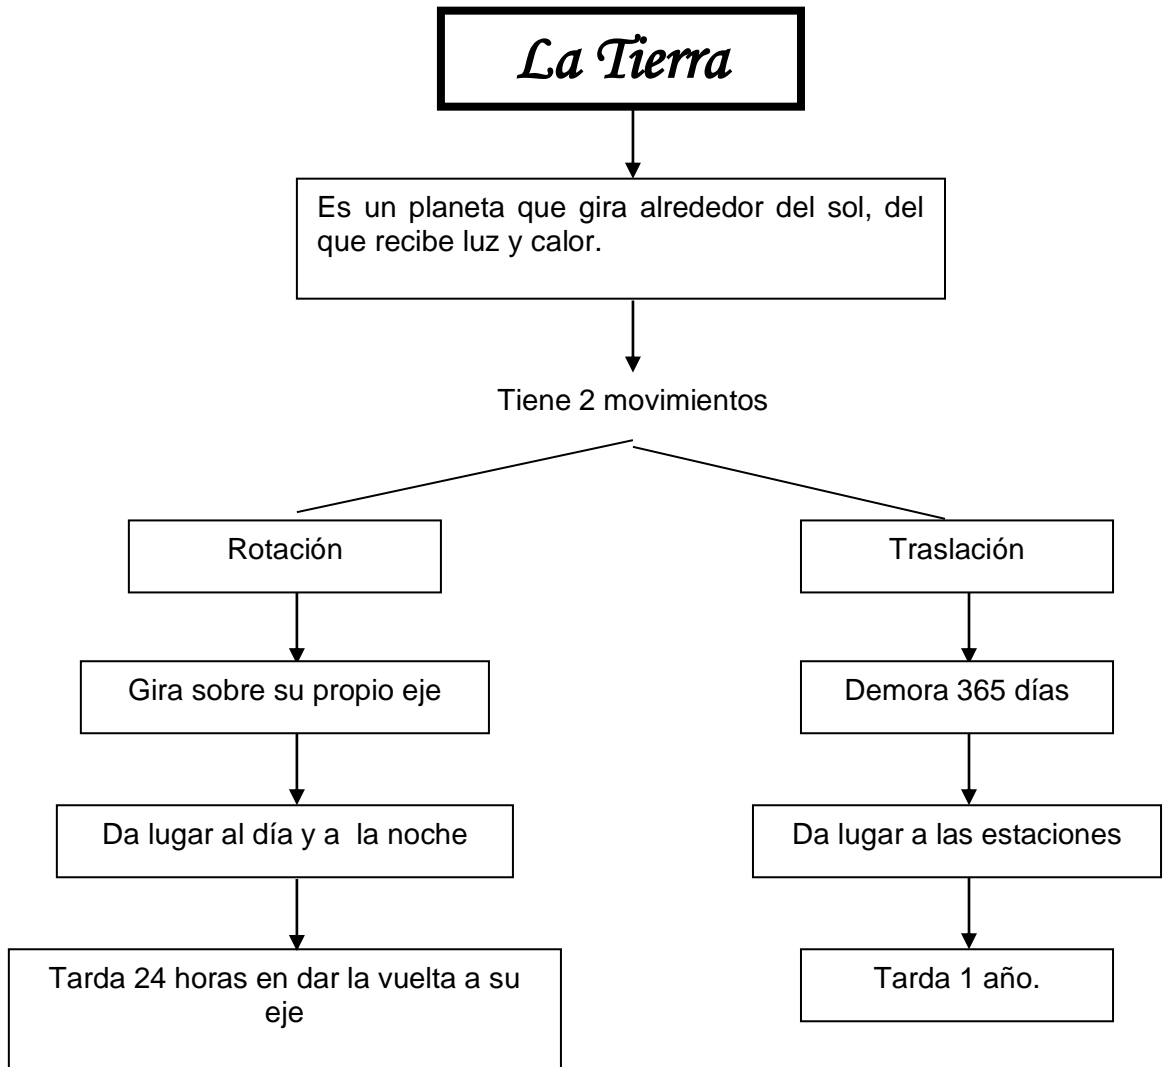 La Tierra
Es un planeta que gira alrededor del sol, del
que recibe luz y calor.
Tiene 2 movimientos
Rotación
Traslación
Gira sobre su propio eje
Demora 365 días
Da lugar al día y a la noche
Da lugar a las estaciones
Tarda 24 horas en dar la vuelta a su
eje
Tarda 1 año.